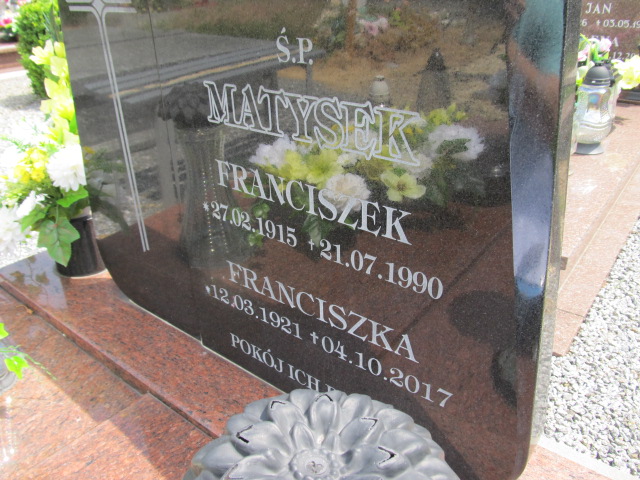 Ś.P.
MATYSEK
FRANCISZEK
*27.02.1915 +21.07.1990
FRANCISZKA
*12.03.1921 +04.10.2017
POKÓJ ICH
JAN